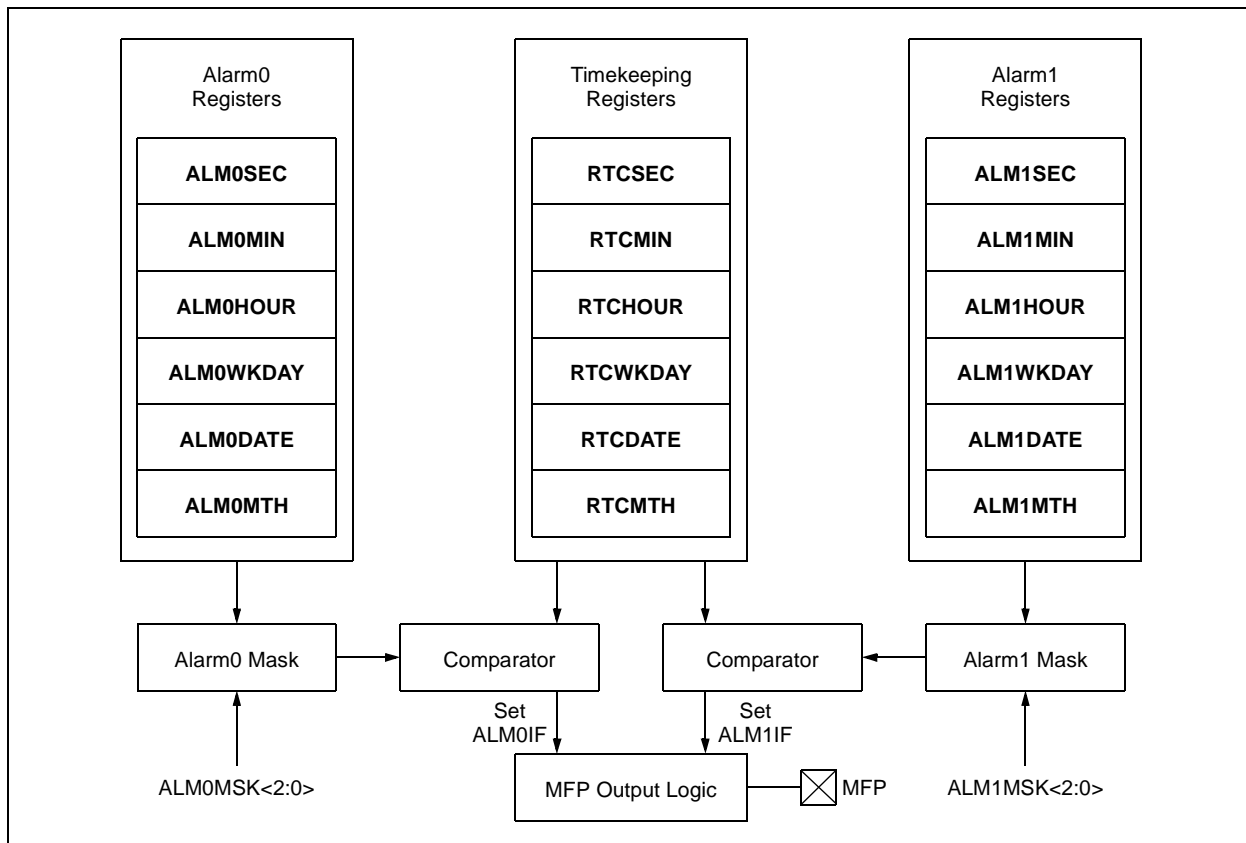 Alarm0
Registers
ALM0SEC
ALM0MIN
ALM0HOUR
ALM0WKDAY
ALM0DATE
ALM0MTH
Timekeeping
Registers
RTCSEC
RTCMIN
RTCHOUR
RTCWKDAY
RTCDATE
RTCMTH
Alarm1
Registers
ALM1SEC
ALM1MIN
ALM1HOUR
ALM1WKDAY
ALM1DATE
ALM1MTH
Alarm0 Mask
Comparator
Comparator
Alarm1 Mask
Set
ALM0IF
Set
ALM1IF
ALM0MSK<2:0>
MFP Output Logic
MFP
ALM1MSK<2:0>